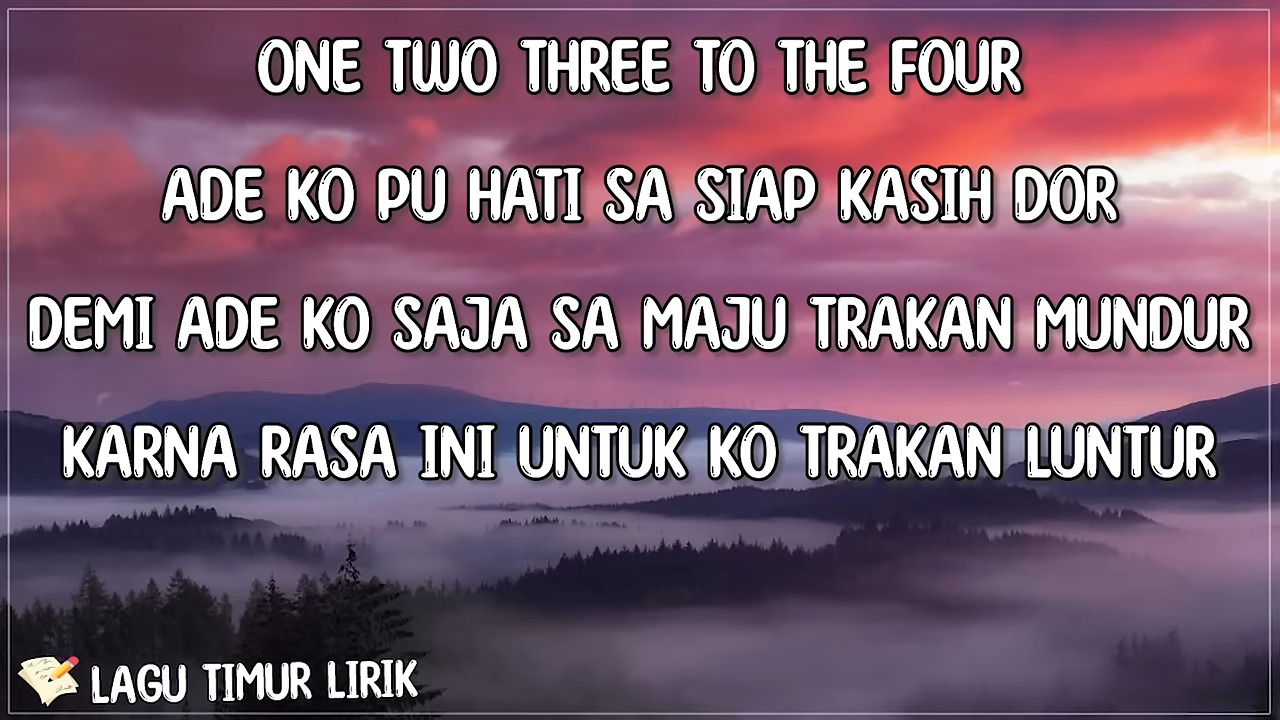 ONE TWO THREE TO THE FOUR
ADE KO PU HATI SA SIAP KASIH DOR
DEMI ADE KO SAJA SA MAJU TRAKAN MUNDUR
KARNA RASA INI UNTUK KO TRAKAN LUNTUR
LAGU TIMUR LIRIK